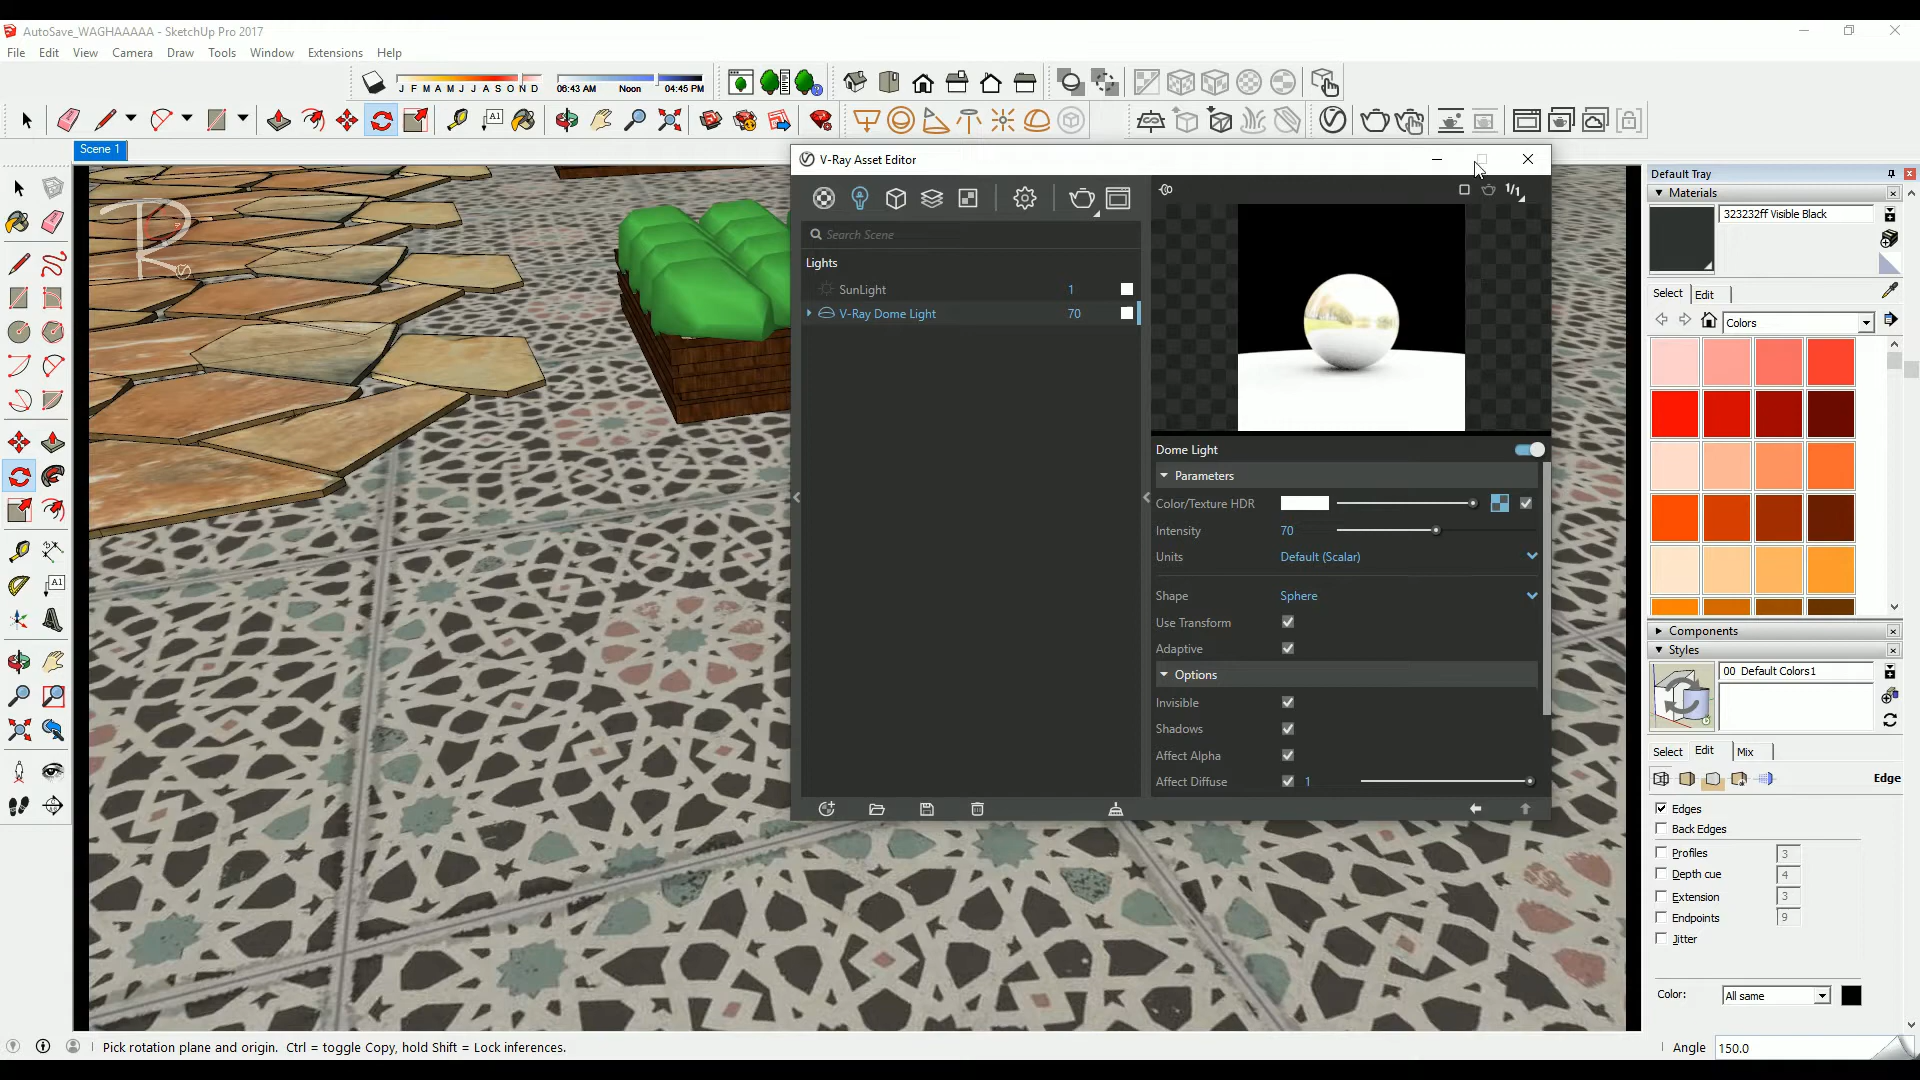 AutoSave_WAGHAAAAA - SketchUp Pro 2017
File Edit View Camera Draw Tools Window Extensions Help
J F M A M J J A S O N D 06:43 AM Noon 04:45 PM
A1
Scene 1
V-Ray Asset Editor
Search Scene
Lights
SunLight 1
V-Ray Dome Light 70
1/1
Dome Light
Parameters
Color/Texture HDR
Intensity 70
Units Default (Scalar)
Shape Sphere
Use Transform
Adaptive
Options
Invisible
Shadows
Affect Alpha
Affect Diffuse 1
Default Tray
Materials
323232ff Visible Black
Select Edit
Colors
Components
Styles
00 Default Colors1
Select Edit Mix
Edge
Edges
Back Edges
Profiles 3
Depth cue 4
Extension 3
Endpoints 9
Jitter
Color: All same
A1
R
Pick rotation plane and origin. Ctrl = toggle Copy, hold Shift = Lock inferences.
Angle 150.0